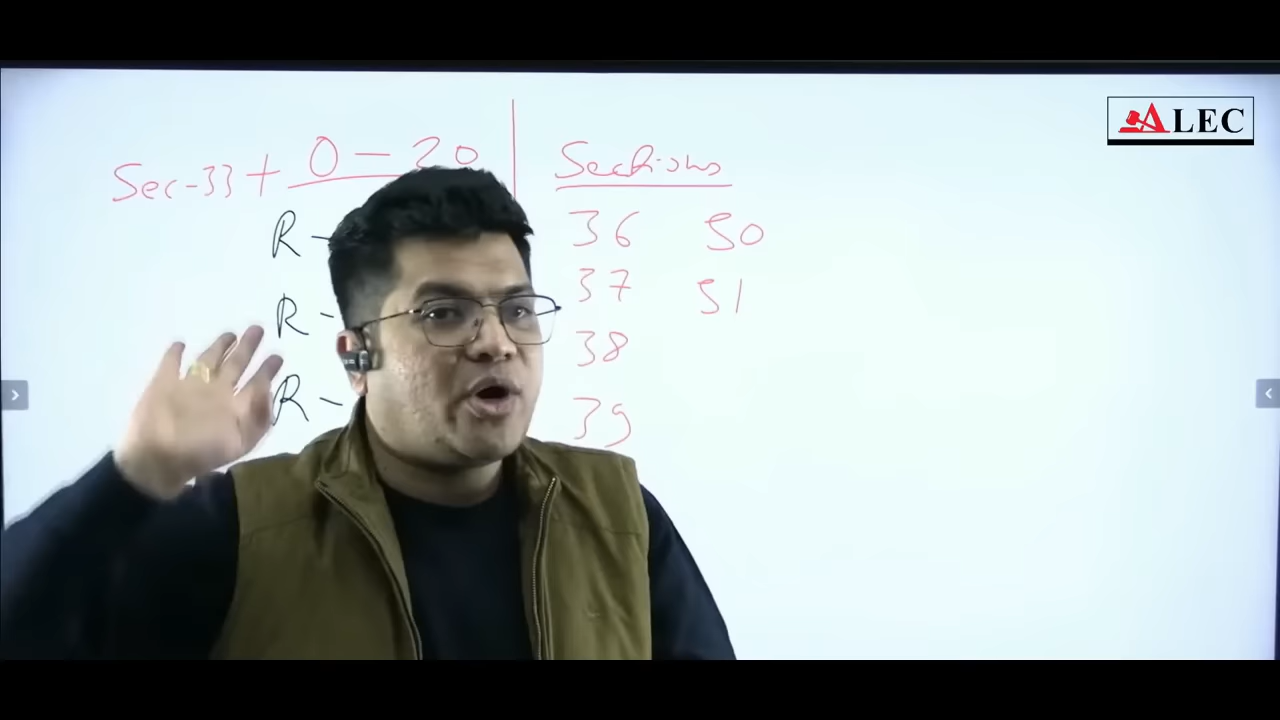 ALEC
Sec-33 + O - 20
Sections
R -
R -
R -
36 50
37 51
38
39